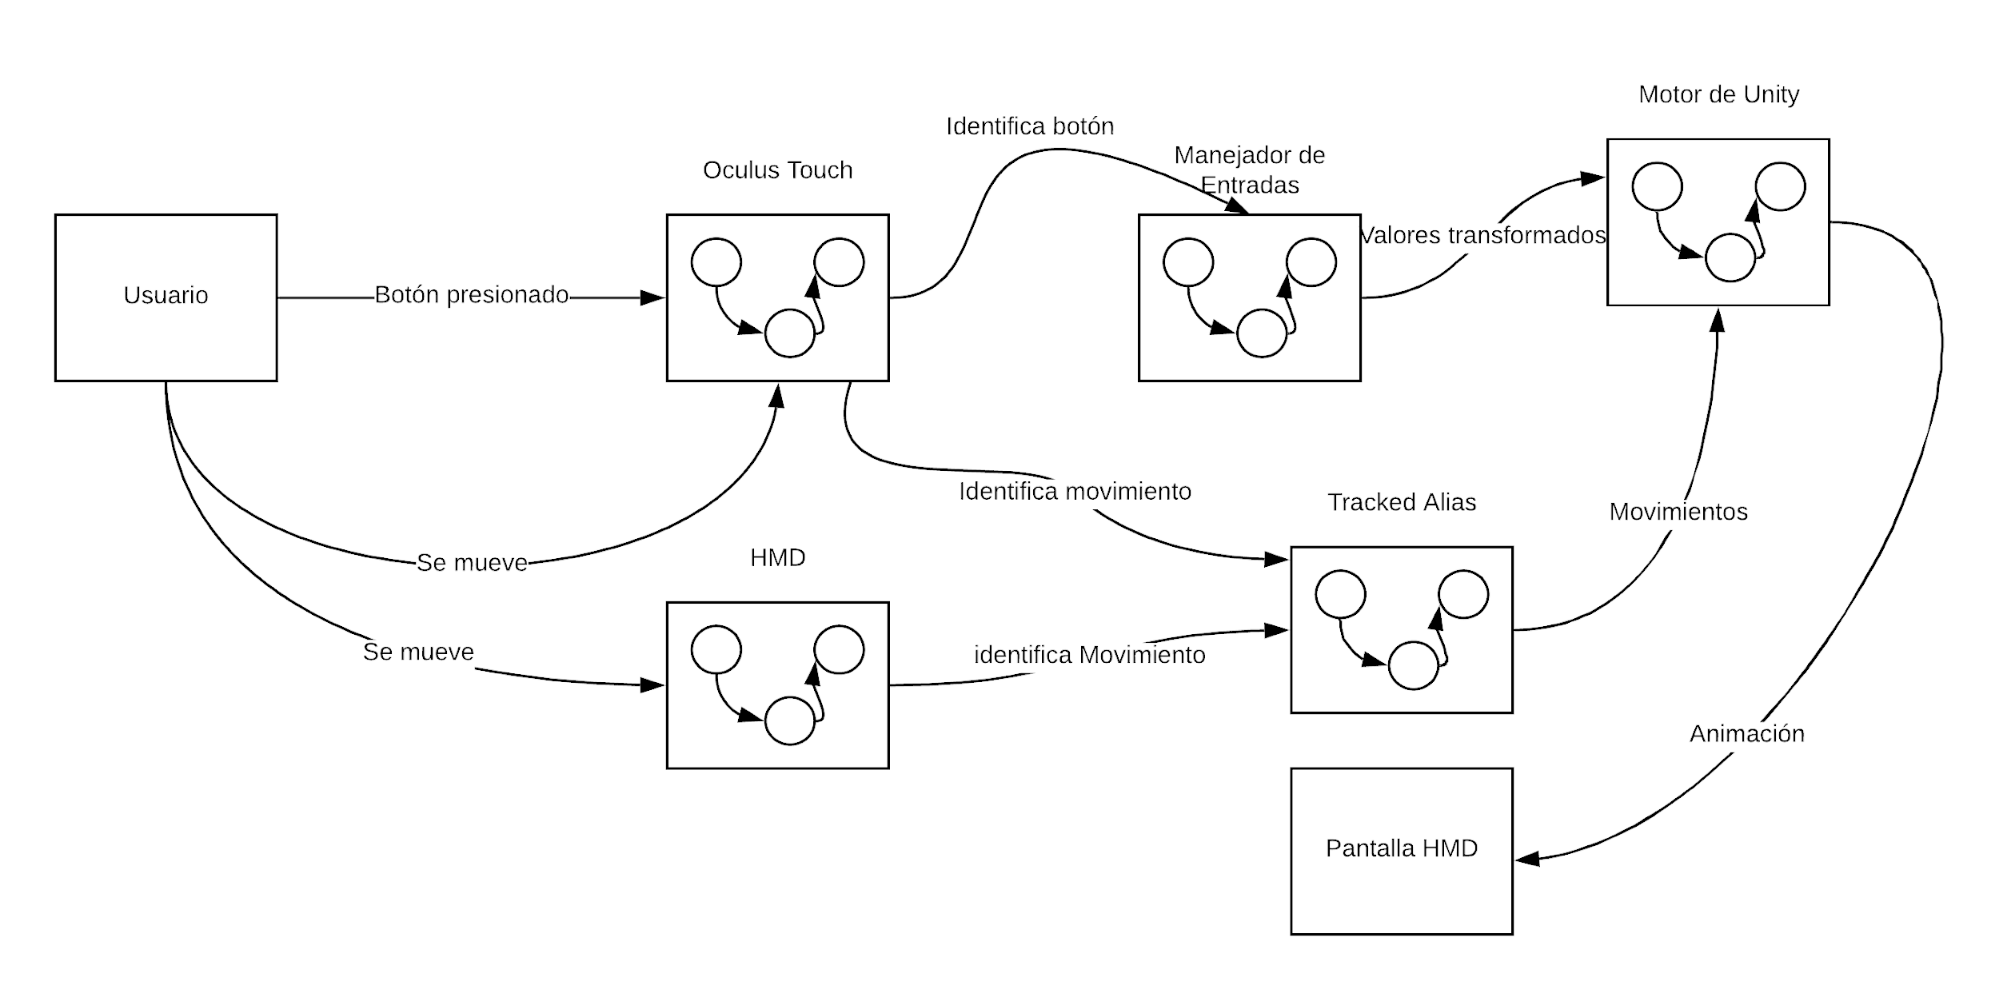 Motor de Unity
Identifica botón
Manejador de
Entradas
Oculus Touch
Valores transformados
Usuario
Botón presionado
Identifica movimiento
Tracked Alias
Movimientos
Se mueve
HMD
Se mueve
identifica Movimiento
Animación
Pantalla HMD